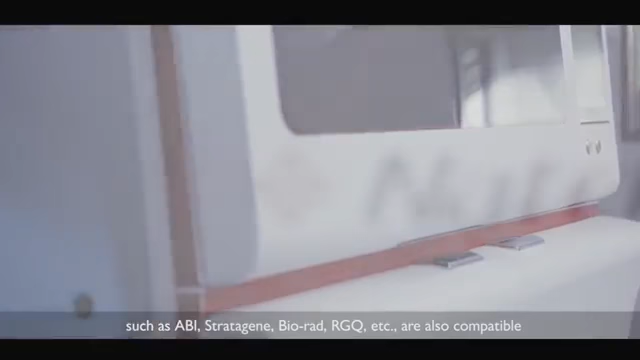 such as ABI, Stratagene, Bio-rad, RGQ, etc., are also compatible